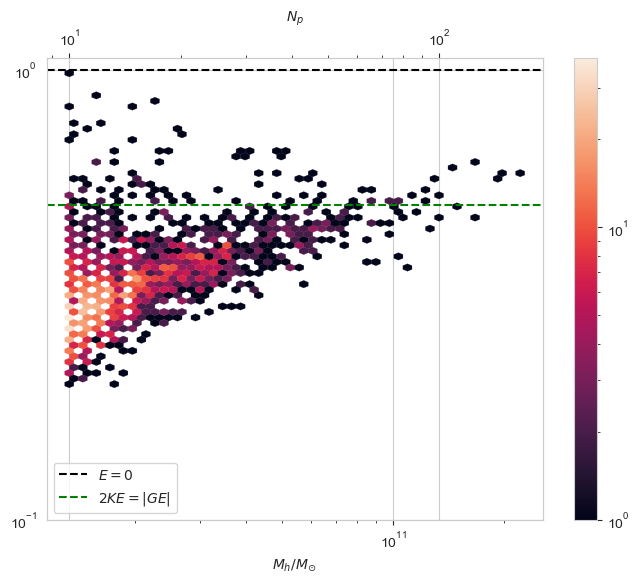 $N_p$
$10^1$ $10^2$
$10^0$
$10^1$
$E = 0$
$2KE = |GE|$
$10^{-1}$ $10^0$
$10^{11}$
$M_h/M_\odot$